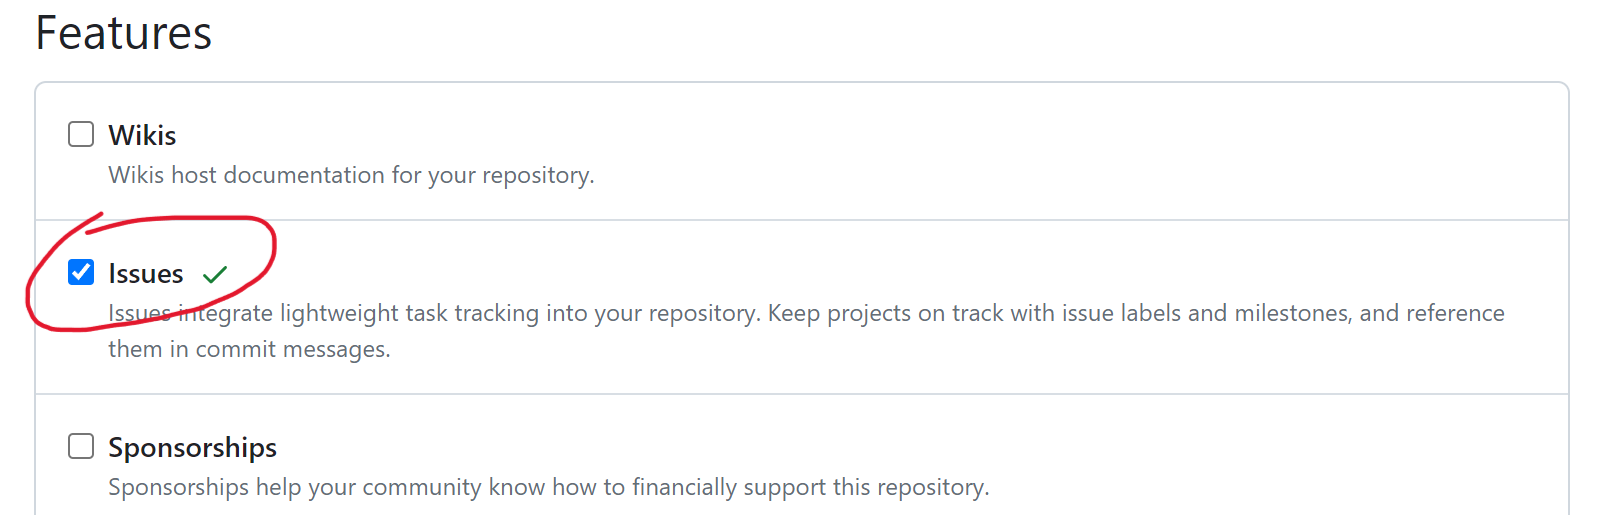 Features
Wikis
Wikis host documentation for your repository.
Issues
Issues integrate lightweight task tracking into your repository. Keep projects on track with issue labels and milestones, and reference
them in commit messages.
Sponsorships
Sponsorships help your community know how to financially support this repository.